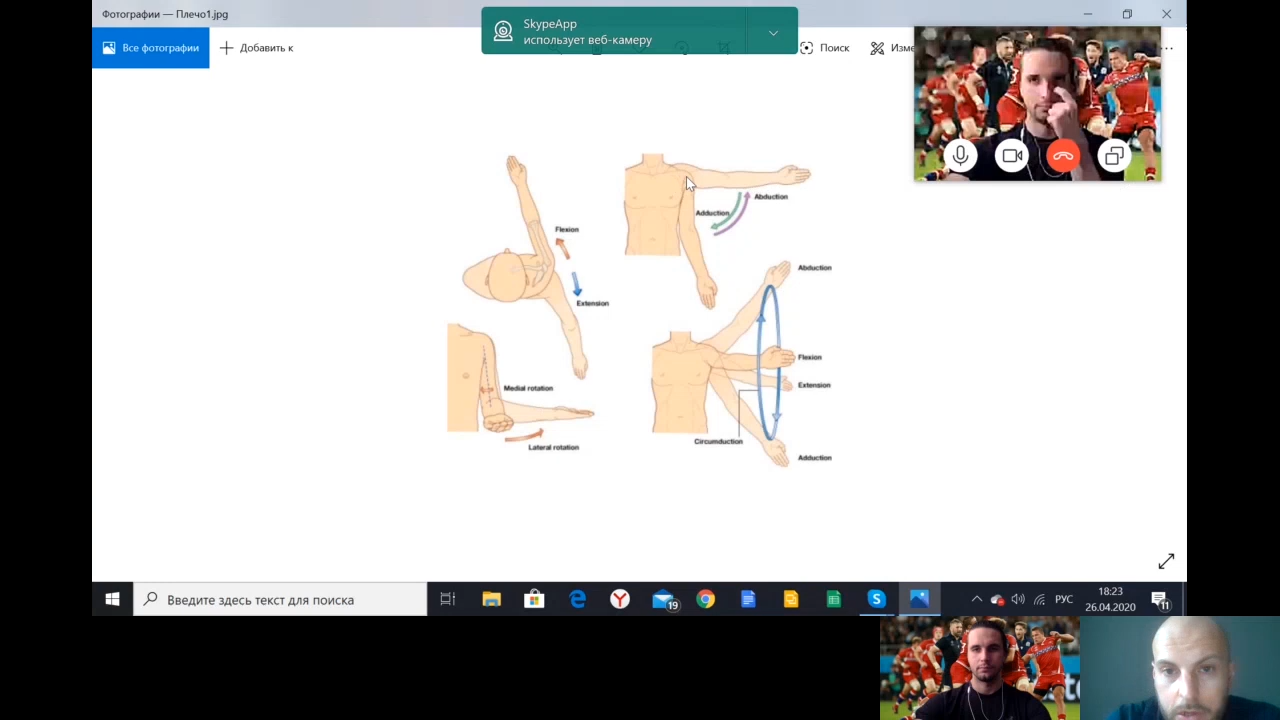 Фотографии — Плечо1.jpg
SkypeApp
использует веб-камеру
Все фотографии
Добавить к
Поиск
Изме
Flexion
Extension
Medial rotation
Lateral rotation
Adduction
Abduction
Abduction
Flexion
Extension
Circumduction
Adduction
Введите здесь текст для поиска
19
РУС
18:23
26.04.2020
11